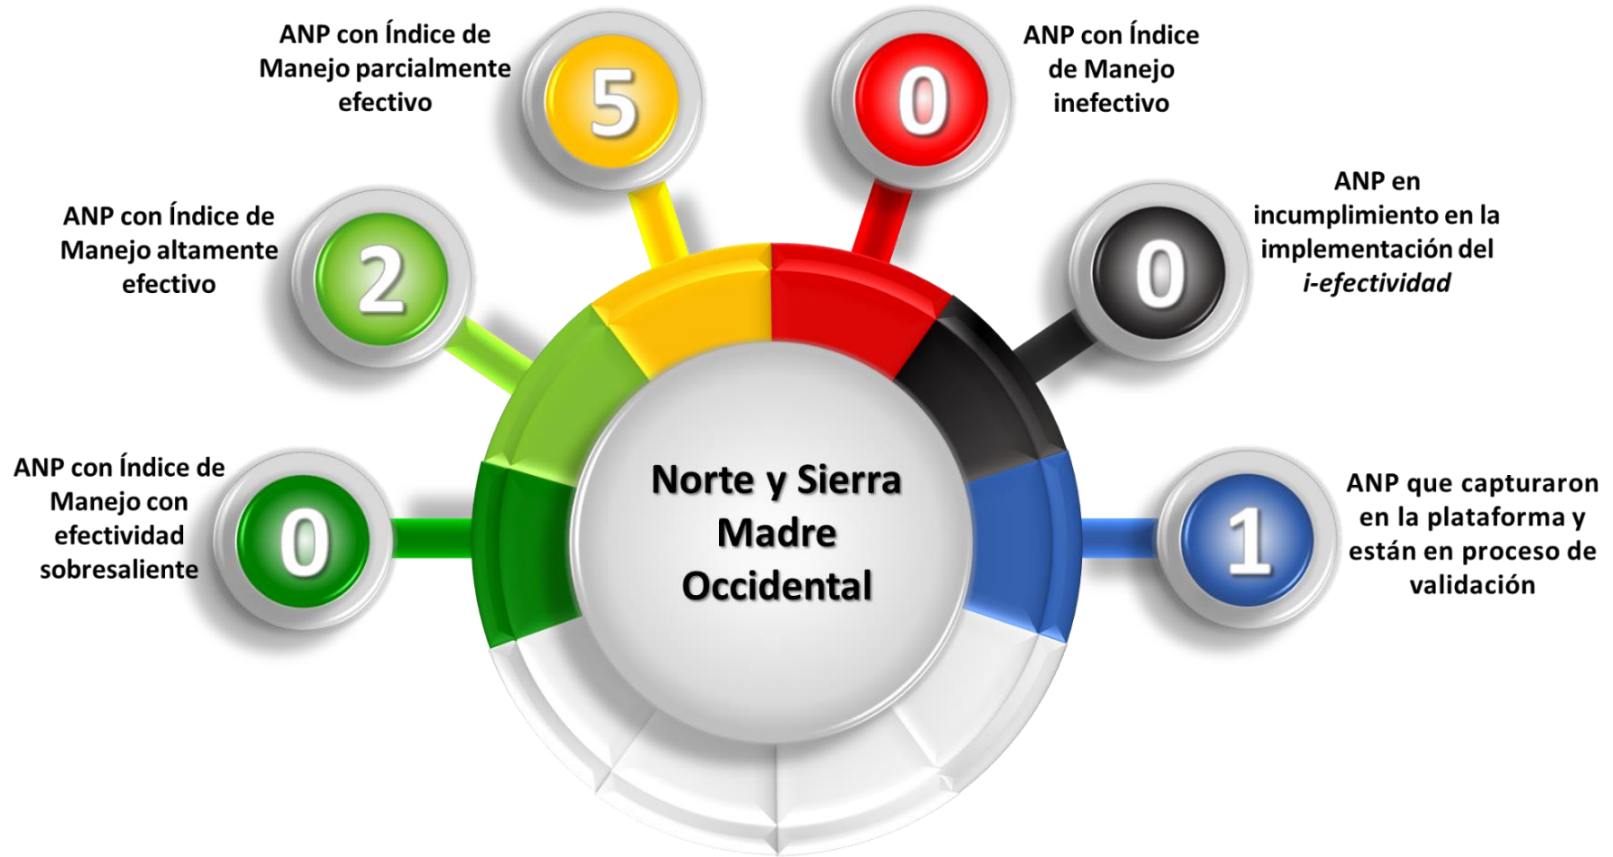 ANP con Índice de
Manejo parcialmente
efectivo
5
0
ANP con Índice
de Manejo
inefectivo
ANP con Índice de
Manejo altamente
efectivo
2
0
ANP en
incumplimiento en la
implementación del
i-efectividad
ANP con Índice de
Manejo con
efectividad
sobresaliente
0
Norte y Sierra
Madre
Occidental
1
ANP que capturaron
en la plataforma y
están en proceso de
validación